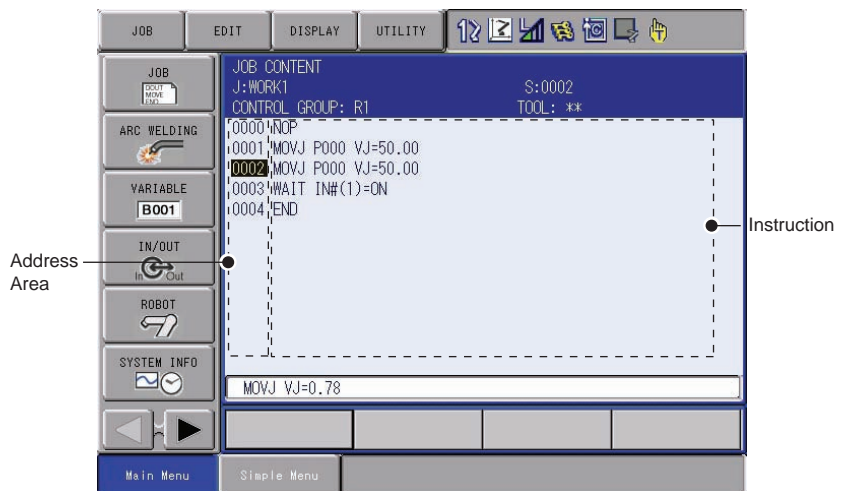 JOB
EDIT
DISPLAY
UTILITY
12
JOB
DOUT
MOVE
END
ARC WELDING
VARIABLE
B001
IN/OUT
In Out
ROBOT
SYSTEM INFO
JOB CONTENT
J:WORK1 S:0002
CONTROL GROUP: R1 TOOL: **
0000 NOP
0001 MOVJ P000 VJ=50.00
0002 MOVJ P000 VJ=50.00
0003 WAIT IN#(1)=ON
0004 END
MOVJ VJ=0.78
Main Menu
Simple Menu
Address
Area
Instruction